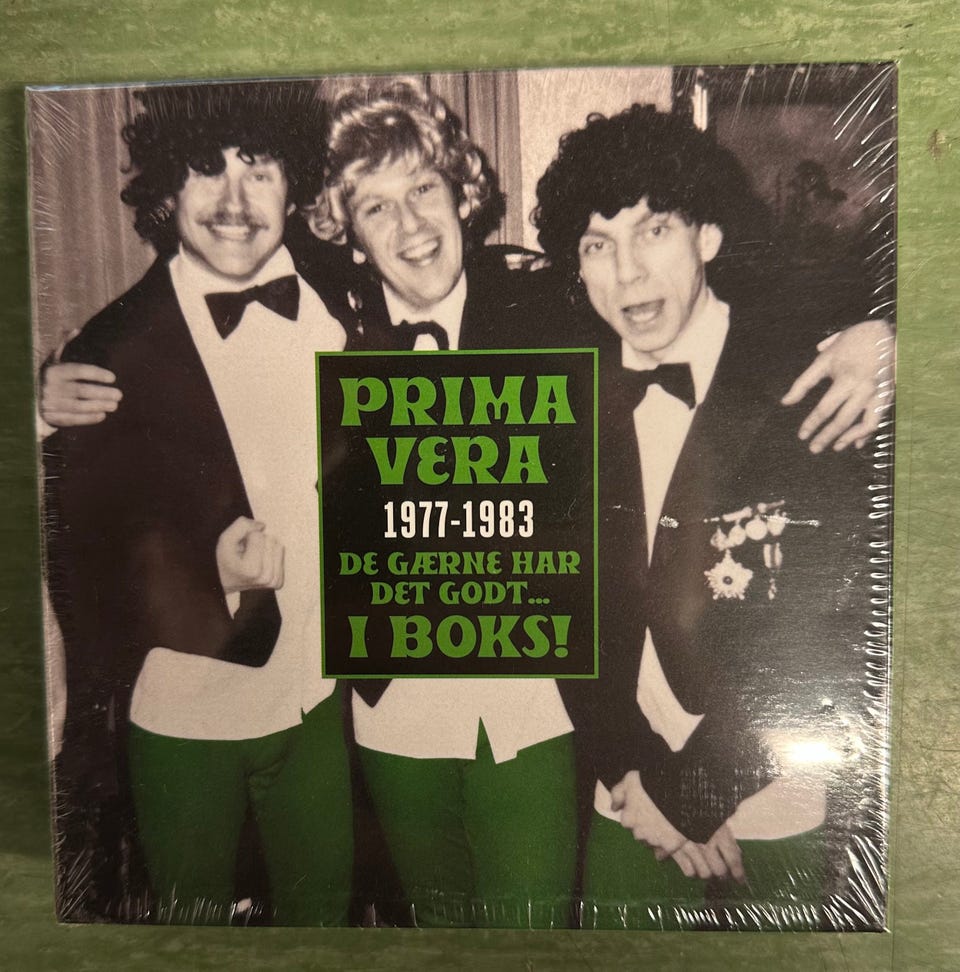 PRIMA
VERA
1977-1983
DE GÆRNE HAR
DET GODT...
I BOKS!